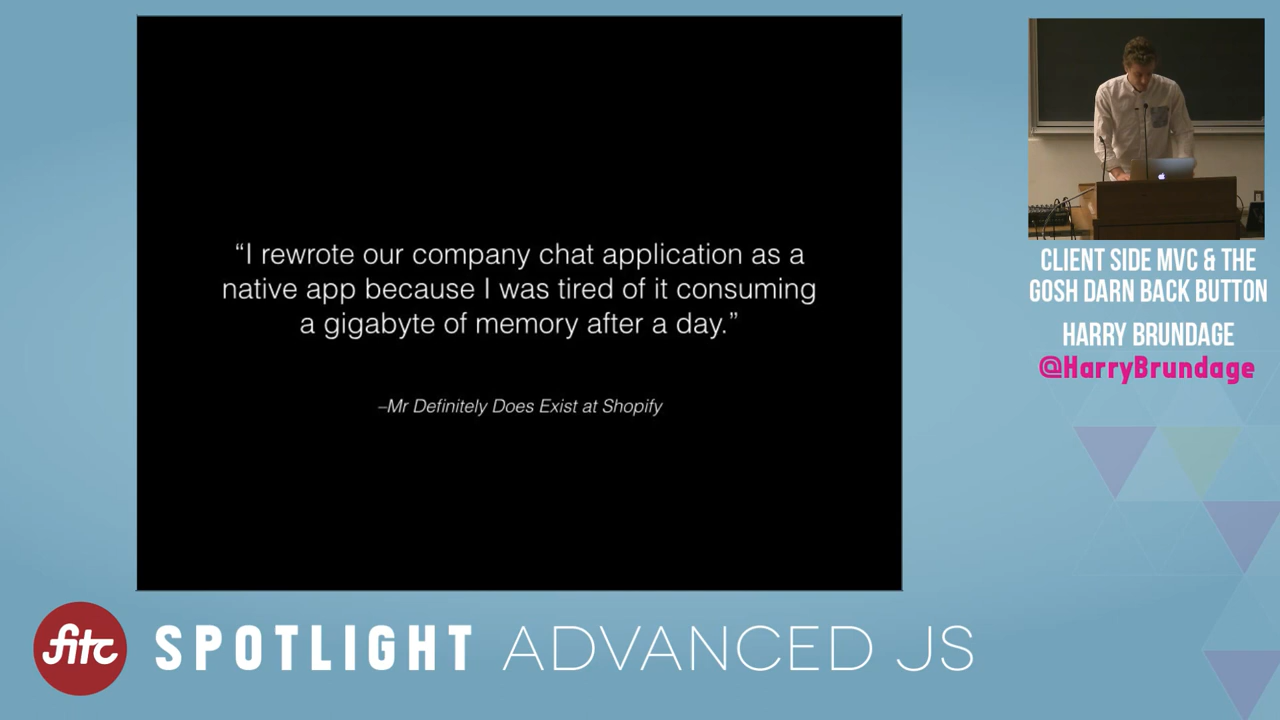 “I rewrote our company chat application as a
native app because I was tired of it consuming
a gigabyte of memory after a day.”
–Mr Definitely Does Exist at Shopify
CLIENT SIDE MVC & THE
GOSH DARN BACK BUTTON
HARRY BRUNDAGE
@HarryBrundage
fitc
SPOTLIGHT ADVANCED JS